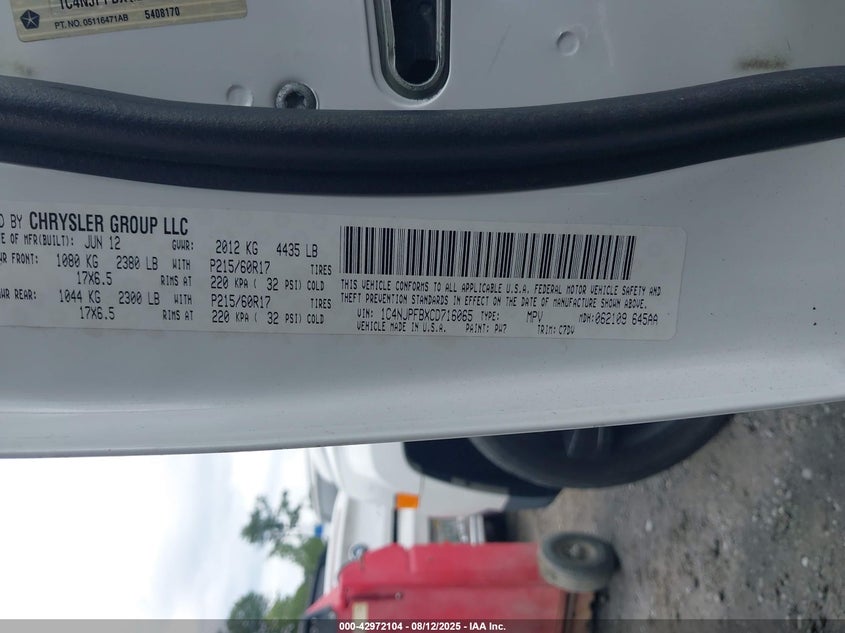 PT. NO. 05116471AB 5408170
BY CHRYSLER GROUP LLC
OF MFR(BUILT): JUN 12 GVWR: 2012 KG 4435 LB
FRONT: 1080 KG 2380 LB WITH P215/60R17 TIRES
17X6.5 RIMS AT 220 KPA ( 32 PSI) COLD
REAR: 1044 KG 2300 LB WITH P215/60R17 TIRES
17X6.5 RIMS AT 220 KPA ( 32 PSI) COLD
THIS VEHICLE CONFORMS TO ALL APPLICABLE U.S.A. FEDERAL MOTOR VEHICLE SAFETY, BUMPER, AND
THEFT PREVENTION STANDARDS IN EFFECT ON THE DATE OF MANUFACTURE SHOWN ABOVE.
VIN: 1C4NJPFBXCD716065 TYPE: MPV MDH: 062109 645AA
VEHICLE MADE IN U.S.A. PAINT: PW7 TRIM: C7DV
000-42972104 - 08/12/2025 - IAA Inc.